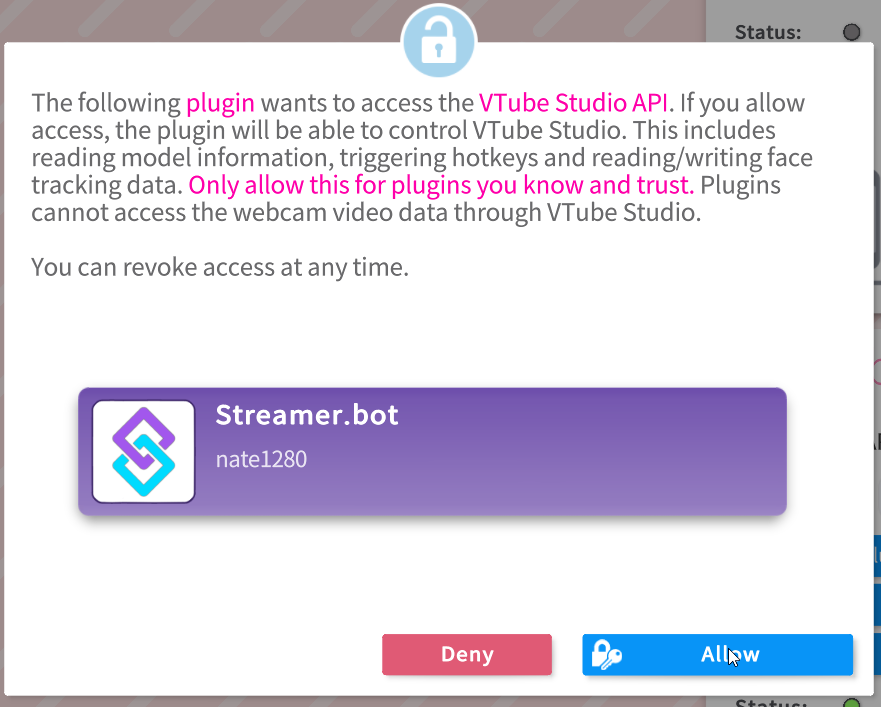 Status:
The following plugin wants to access the VTube Studio API. If you allow
access, the plugin will be able to control VTube Studio. This includes
reading model information, triggering hotkeys and reading/writing face
tracking data. Only allow this for plugins you know and trust. Plugins
cannot access the webcam video data through VTube Studio.
You can revoke access at any time.
Streamer.bot
nate1280
Deny
Allow
Status: